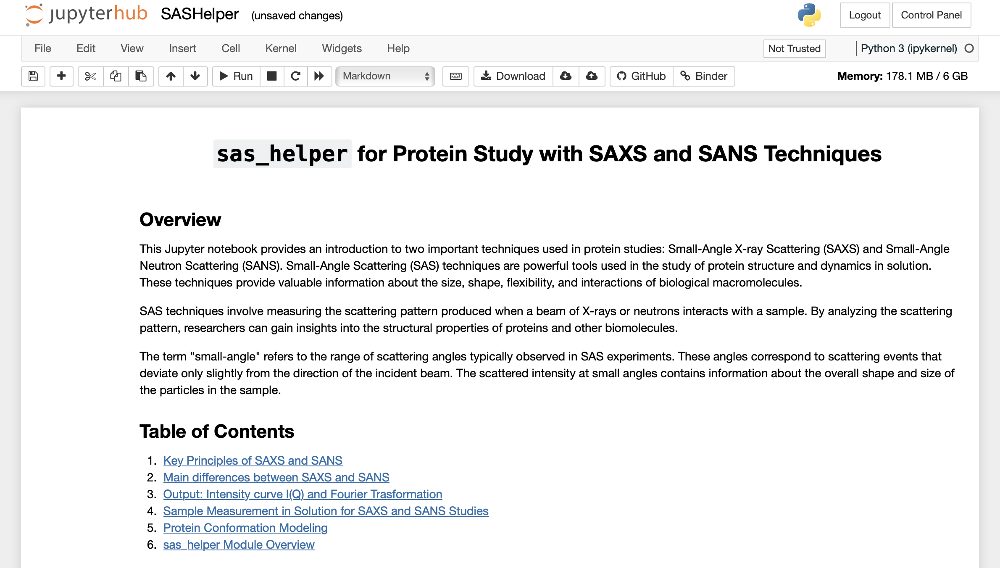 jupyterhub SASHelper (unsaved changes) Logout Control Panel
File Edit View Insert Cell Kernel Widgets Help Not Trusted Python 3 (ipykernel)
Run Markdown Download GitHub Binder Memory: 178.1 MB / 6 GB
sas_helper for Protein Study with SAXS and SANS Techniques
Overview
This Jupyter notebook provides an introduction to two important techniques used in protein studies: Small-Angle X-ray Scattering (SAXS) and Small-Angle
Neutron Scattering (SANS). Small-Angle Scattering (SAS) techniques are powerful tools used in the study of protein structure and dynamics in solution.
These techniques provide valuable information about the size, shape, flexibility, and interactions of biological macromolecules.
SAS techniques involve measuring the scattering pattern produced when a beam of X-rays or neutrons interacts with a sample. By analyzing the scattering
pattern, researchers can gain insights into the structural properties of proteins and other biomolecules.
The term "small-angle" refers to the range of scattering angles typically observed in SAS experiments. These angles correspond to scattering events that
deviate only slightly from the direction of the incident beam. The scattered intensity at small angles contains information about the overall shape and size of
the particles in the sample.
Table of Contents
1. Key Principles of SAXS and SANS
2. Main differences between SAXS and SANS
3. Output: Intensity curve I(Q) and Fourier Trasformation
4. Sample Measurement in Solution for SAXS and SANS Studies
5. Protein Conformation Modeling
6. sas_helper Module Overview